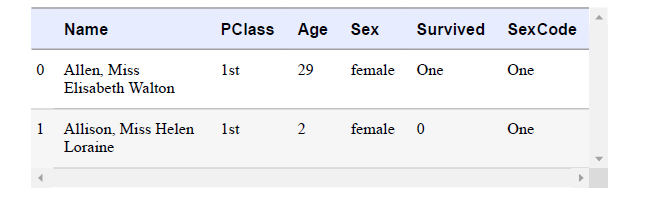 Name PClass Age Sex Survived SexCode
0 Allen, Miss 1st 29 female One One
Elisabeth Walton
1 Allison, Miss Helen 1st 2 female 0 One
Loraine